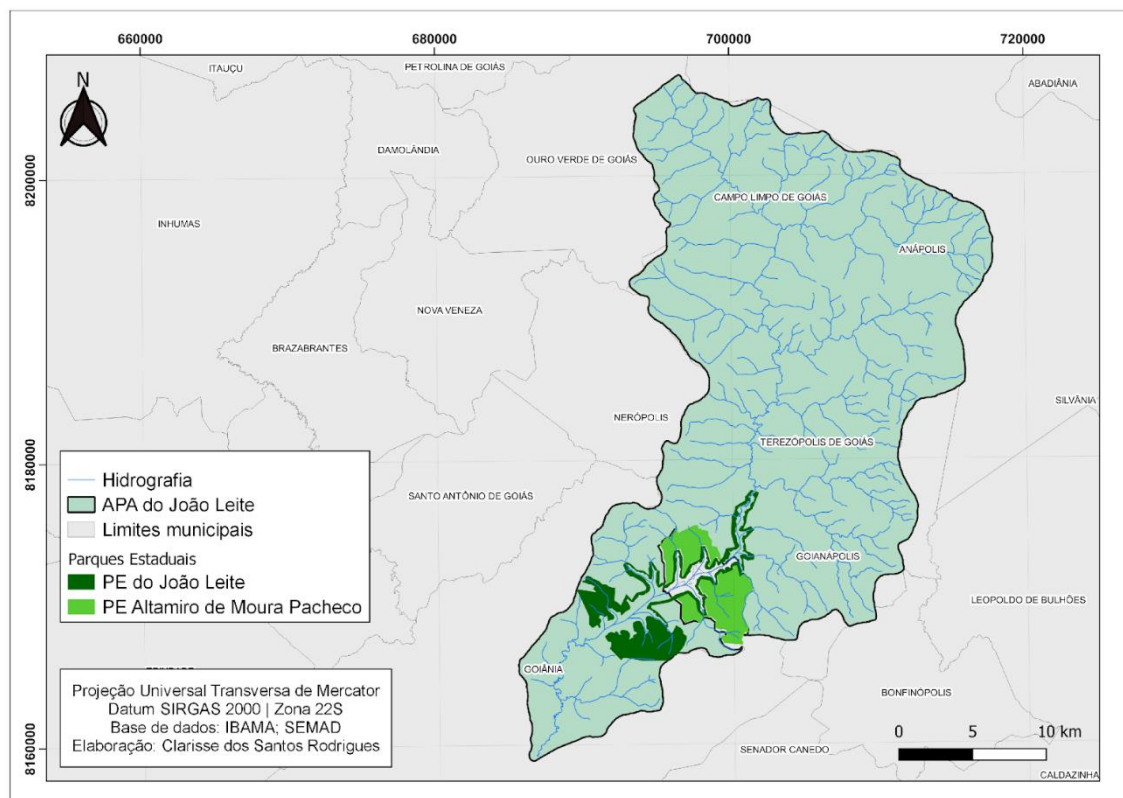 660000
680000
700000
720000
N
ITAUÇU
PETROLINA DE GOIÁS
ABADIÂNIA
DAMOLÂNDIA
OURO VERDE DE GOIÁS
8200000
CAMPO LIMPO DE GOIÁS
INHUMAS
ANÁPOLIS
NOVA VENEZA
BRAZABRANTES
SILVÂNIA
NERÓPOLIS
TEREZÓPOLIS DE GOIÁS
8180000
Hidrografia
APA do João Leite
Limites municipais
Parques Estaduais
PE do João Leite
PE Altamiro de Moura Pacheco
SANTO ANTÔNIO DE GOIÁS
GOIANÁPOLIS
LEOPOLDO DE BULHÕES
GOIÂNIA
BONFINÓPOLIS
Projeção Universal Transversa de Mercator
Datum SIRGAS 2000 | Zona 22S
Base de dados: IBAMA; SEMAD
Elaboração: Clarisse dos Santos Rodrigues
0 5 10 km
8160000
SENADOR CANEDO
CALDAZINHA